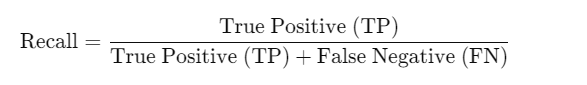 Recall = True Positive (TP)
True Positive (TP) + False Negative (FN)